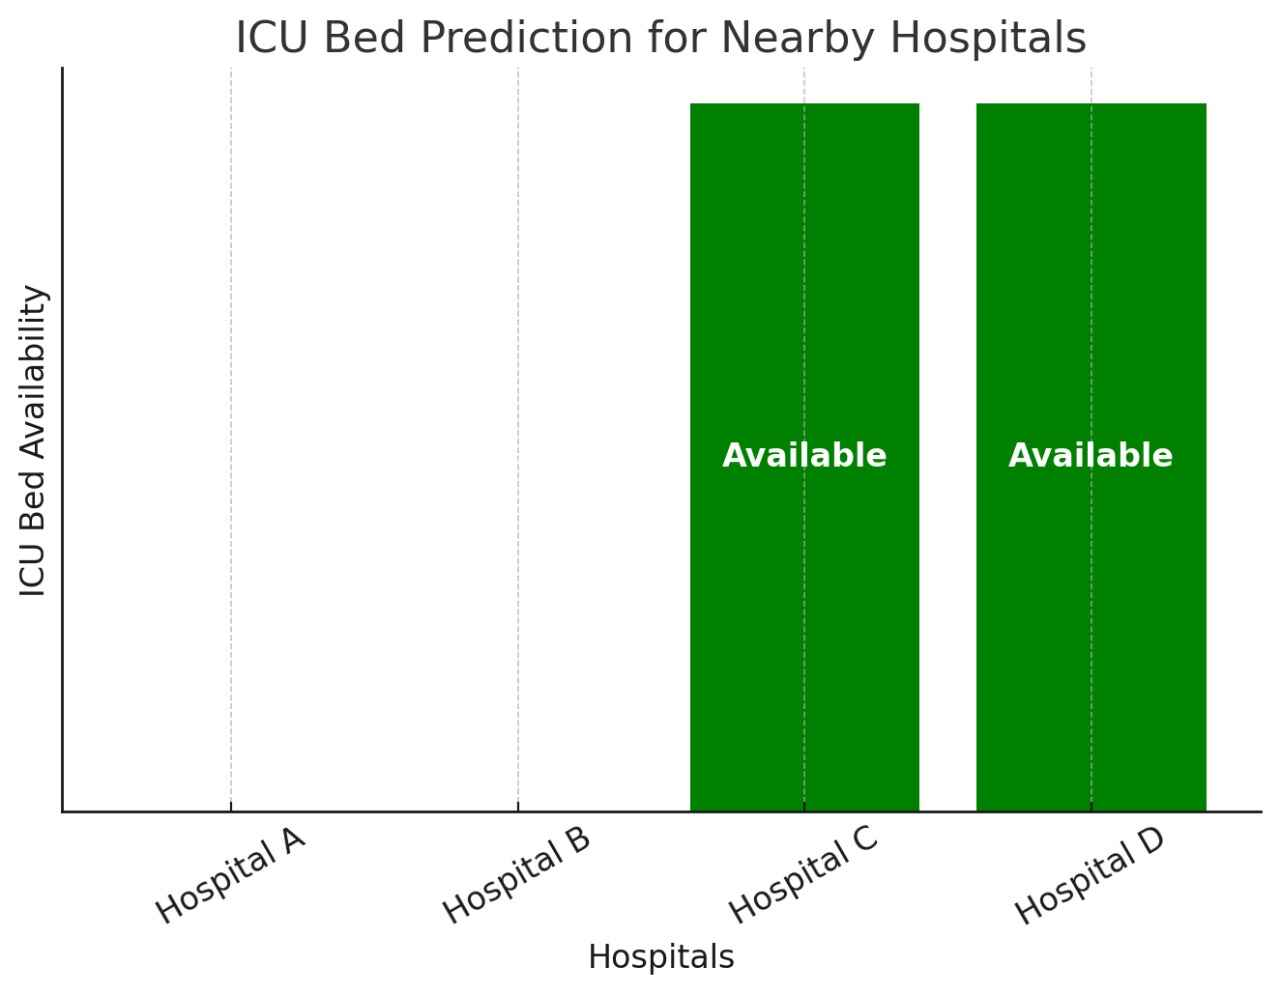 ICU Bed Prediction for Nearby Hospitals
ICU Bed Availability
Available
Available
Hospital A
Hospital B
Hospital C
Hospital D
Hospitals